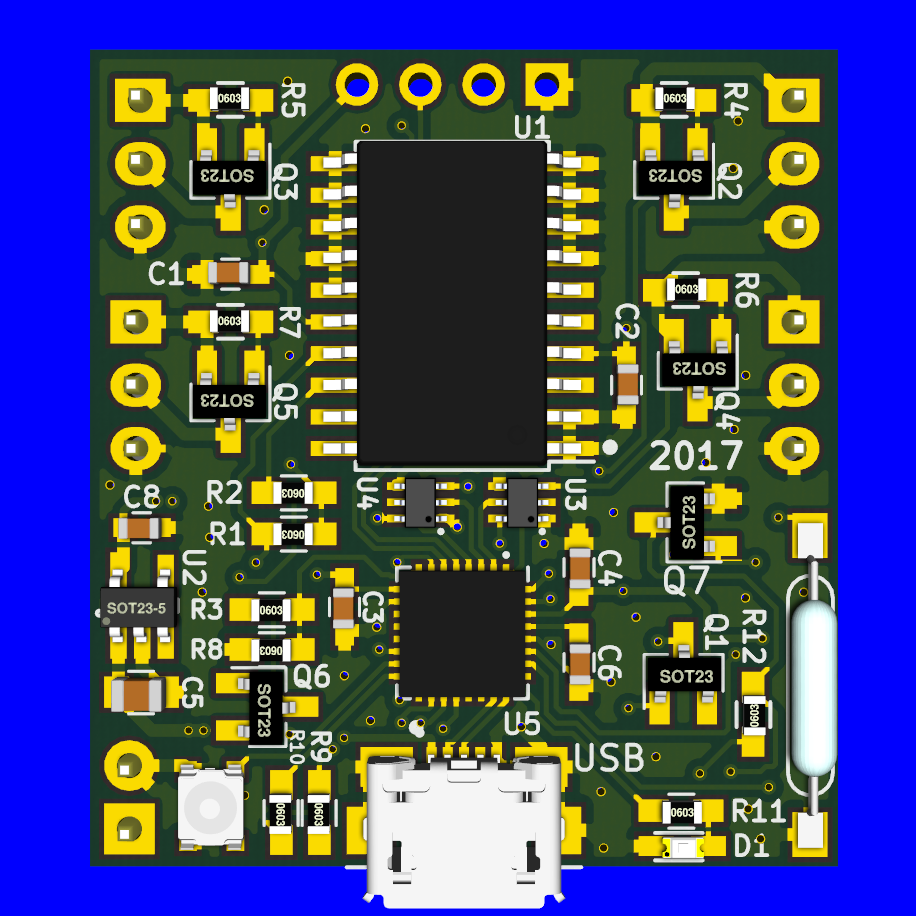 0603
R5
U1
0603
R4
SOT23
Q3
SOT23
Q2
C1
0603
R6
0603
R7
C2
SOT23
Q4
SOT23
Q5
2017
R2
0603
U4
U3
C8
R1
0603
SOT23
Q7
U2
C4
SOT23-5
R3
0603
C3
R8
0603
C6
Q1
R12
SOT23
C5
SOT23
Q6
0603
U5
R10
R9
USB
0603
0603
0603
R11
D1